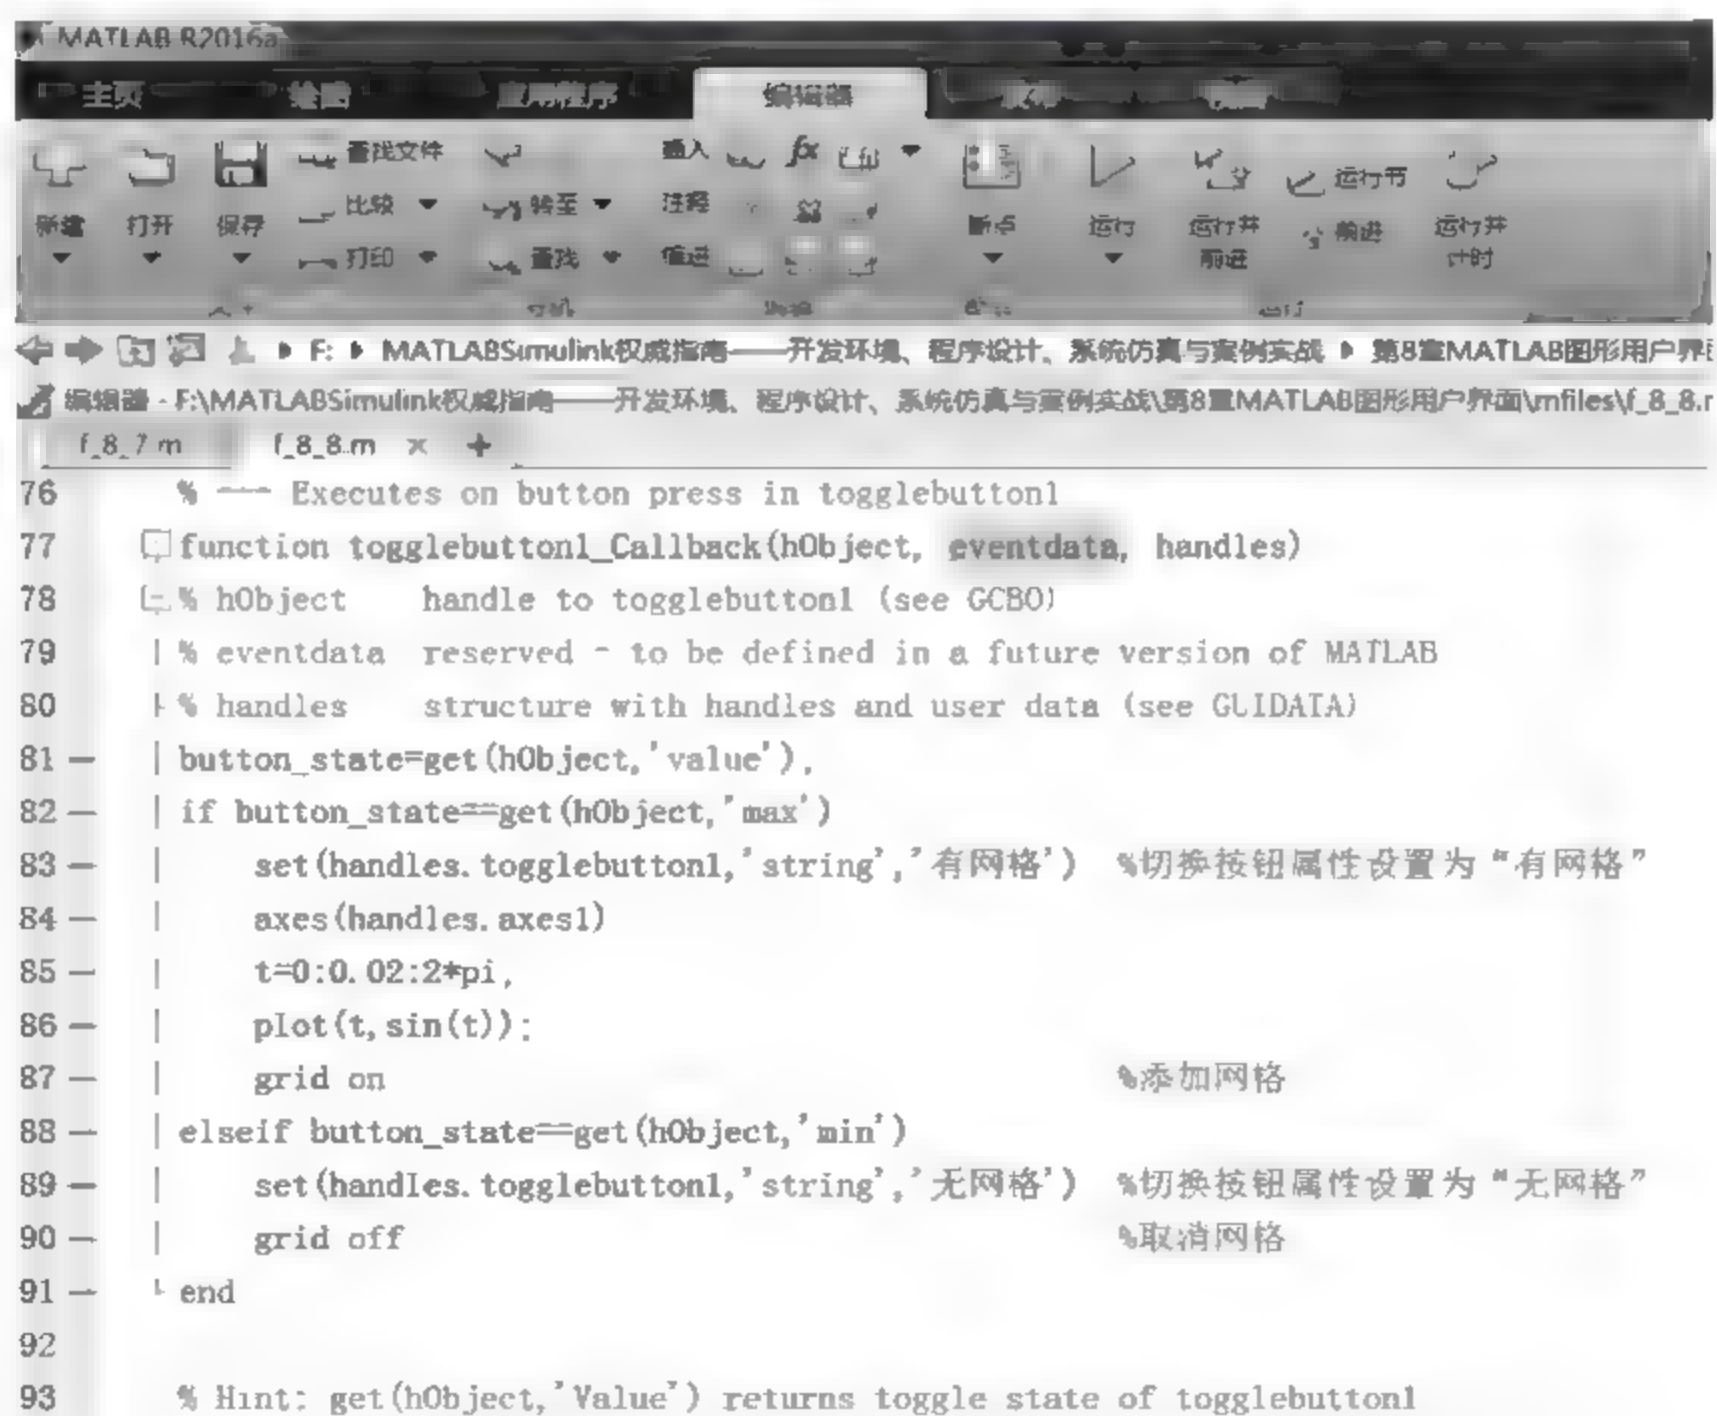 MATLAB R2016a
主页 绘图 应用程序 编辑器
查找文件 插入 fx
新建 打开 保存 比较 转至 注释 断点 运行 运行并前进 运行节 前进 运行并计时
打印 查找 缩进
F: MATLABSimulink权威指南——开发环境、程序设计、系统仿真与案例实战 第8章MATLAB图形用户界
编辑器 - F:\MATLABSimulink权威指南——开发环境、程序设计、系统仿真与案例实战\第8章MATLAB图形用户界面\mfiles\f_8_8.
f_8_7.m f_8_8.m × +
76 % --- Executes on button press in togglebutton1
77 function togglebutton1_Callback(hObject, eventdata, handles)
78 % hObject    handle to togglebutton1 (see GCBO)
79 % eventdata  reserved - to be defined in a future version of MATLAB
80 % handles    structure with handles and user data (see GUIDATA)
81 — button_state=get(hObject,'value');
82 — if button_state==get(hObject,'max')
83 —     set(handles.togglebutton1,'string','有网格')  %切换按钮属性设置为“有网格”
84 —     axes(handles.axes1)
85 —     t=0:0.02:2*pi;
86 —     plot(t,sin(t));
87 —     grid on    %添加网格
88 — elseif button_state==get(hObject,'min')
89 —     set(handles.togglebutton1,'string','无网格')  %切换按钮属性设置为“无网格”
90 —     grid off    %取消网格
91 — end
92
93 % Hint: get(hObject,'Value') returns toggle state of togglebutton1